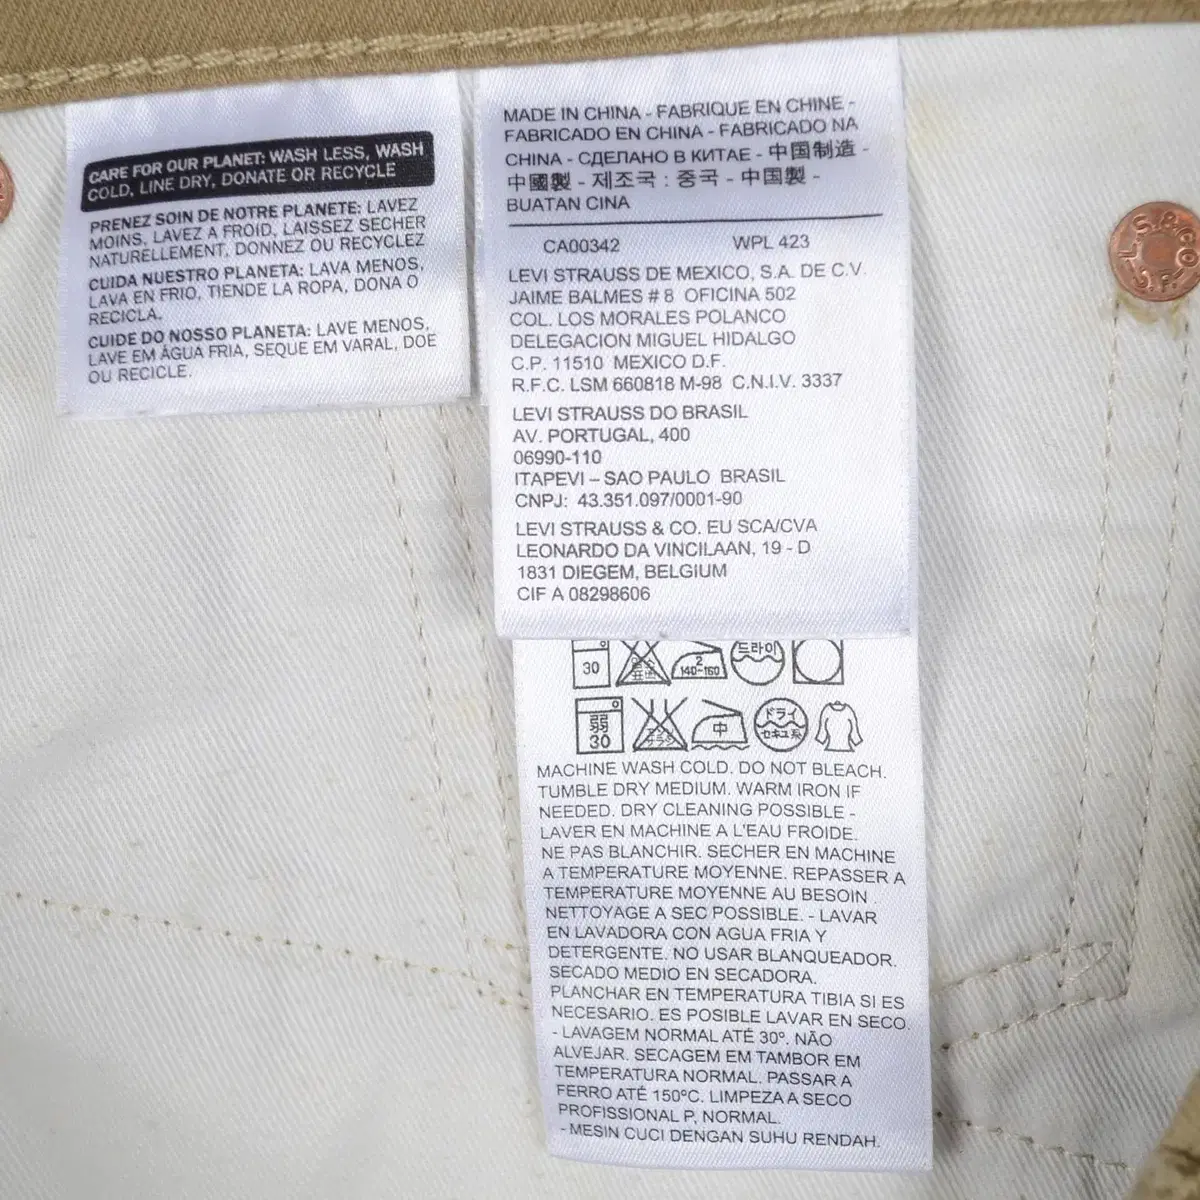 CARE FOR OUR PLANET: WASH LESS, WASH
COLD, LINE DRY, DONATE OR RECYCLE
PRENEZ SOIN DE NOTRE PLANETE: LAVEZ
MOINS, LAVEZ A FROID, LAISSEZ SECHER
NATURELLEMENT, DONNEZ OU RECYCLEZ
CUIDA NUESTRO PLANETA: LAVA MENOS,
LAVA EN FRIO, TIENDE LA ROPA, DONA O
RECICLA.
CUIDE DO NOSSO PLANETA: LAVE MENOS,
LAVE EM ÁGUA FRIA, SEQUE EM VARAL, DOE
OU RECICLE.
MADE IN CHINA - FABRIQUE EN CHINE -
FABRICADO EN CHINA - FABRICADO NA
CHINA - СДЕЛАНО В КИТАЕ - 中国制造 -
中國製 - 제조국 : 중국 - 中国製 -
BUATAN CINA
CA00342 WPL 423
LEVI STRAUSS DE MEXICO, S.A. DE C.V.
JAIME BALMES # 8 OFICINA 502
COL. LOS MORALES POLANCO
DELEGACION MIGUEL HIDALGO
C.P. 11510 MEXICO D.F.
R.F.C. LSM 660818 M-98 C.N.I.V. 3337
LEVI STRAUSS DO BRASIL
AV. PORTUGAL, 400
06990-110
ITAPEVI – SAO PAULO BRASIL
CNPJ: 43.351.097/0001-90
LEVI STRAUSS & CO. EU SCA/CVA
LEONARDO DA VINCILAAN, 19 - D
1831 DIEGEM, BELGIUM
CIF A 08298606
30 2 140~160 드라이
弱 30 エンソ サラシ 中 ドライ セキユ系
MACHINE WASH COLD. DO NOT BLEACH.
TUMBLE DRY MEDIUM. WARM IRON IF
NEEDED. DRY CLEANING POSSIBLE -
LAVER EN MACHINE A L'EAU FROIDE.
NE PAS BLANCHIR. SECHER EN MACHINE
A TEMPERATURE MOYENNE. REPASSER A
TEMPERATURE MOYENNE AU BESOIN
NETTOYAGE A SEC POSSIBLE. - LAVAR
EN LAVADORA CON AGUA FRIA Y
DETERGENTE. NO USAR BLANQUEADOR.
SECADO MEDIO EN SECADORA.
PLANCHAR EN TEMPERATURA TIBIA SI ES
NECESARIO. ES POSIBLE LAVAR EN SECO
- LAVAGEM NORMAL ATÉ 30º. NÃO
ALVEJAR. SECAGEM EM TAMBOR EM
TEMPERATURA NORMAL. PASSAR A
FERRO ATÉ 150ºC. LIMPEZA A SECO
PROFISSIONAL P, NORMAL.
- MESIN CUCI DENGAN SUHU RENDAH.
L.S.&CO. S.F.